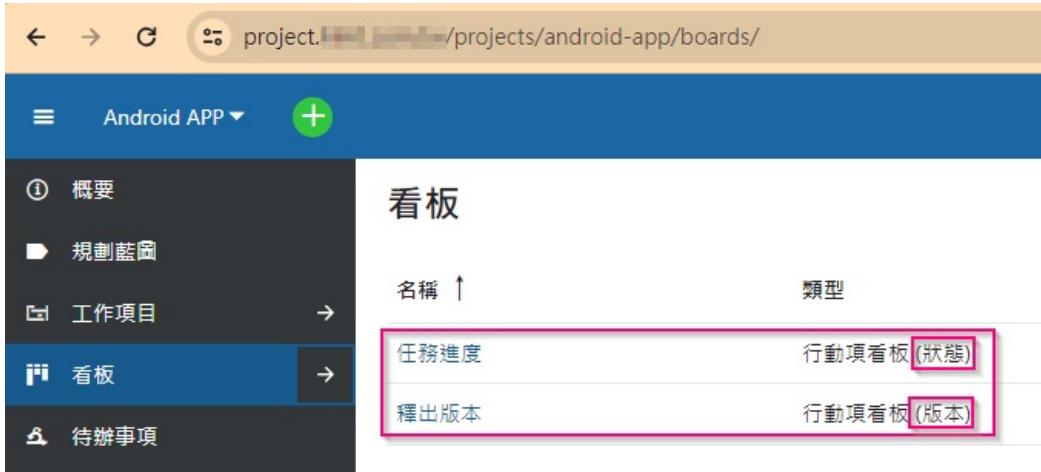 project. /projects/android-app/boards/
Android APP
概要
規劃藍圖
工作項目
看板
待辦事項
看板
名稱 ↑ 類型
任務進度 行動項看板 (狀態)
釋出版本 行動項看板 (版本)